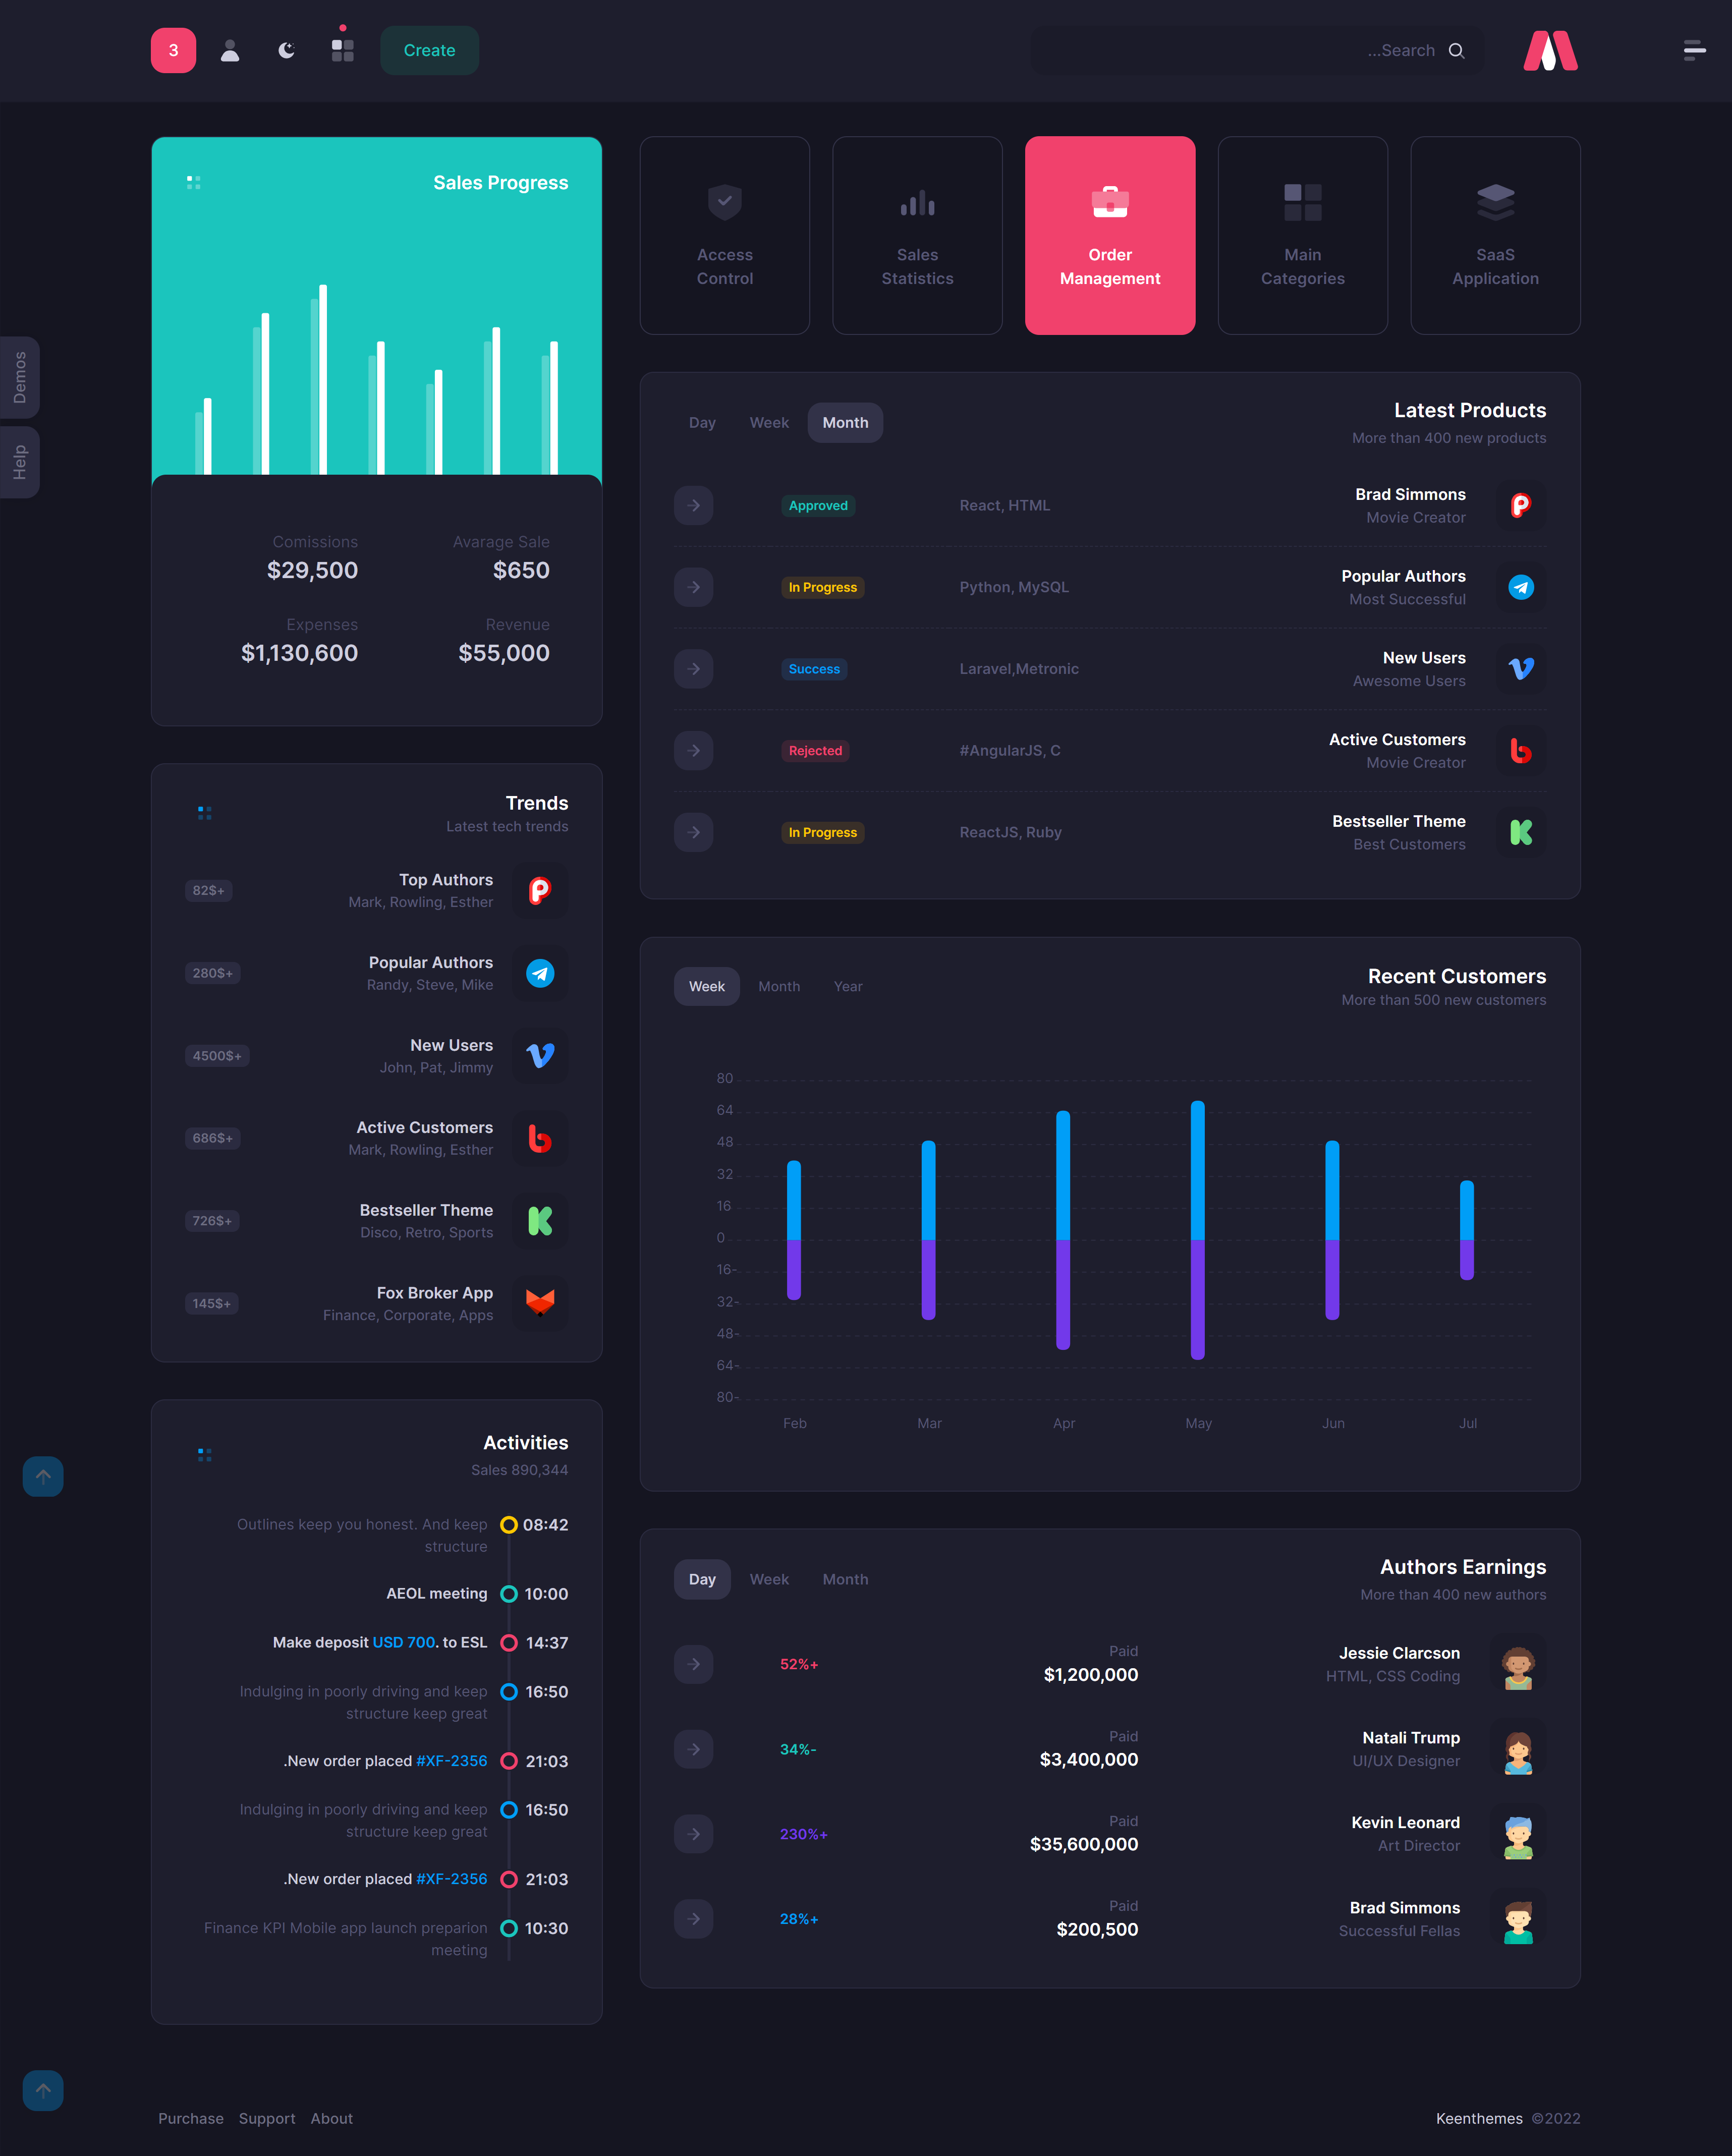 3
Create
...Search
Demos
Help
Sales Progress
Comissions
$29,500
Avarage Sale
$650
Expenses
$1,130,600
Revenue
$55,000
Access
Control
Sales
Statistics
Order
Management
Main
Categories
SaaS
Application
Day Week Month
Latest Products
More than 400 new products
Approved
React, HTML
Brad Simmons
Movie Creator
In Progress
Python, MySQL
Popular Authors
Most Successful
Success
Laravel,Metronic
New Users
Awesome Users
Rejected
#AngularJS, C
Active Customers
Movie Creator
In Progress
ReactJS, Ruby
Bestseller Theme
Best Customers
Trends
Latest tech trends
82$+
Top Authors
Mark, Rowling, Esther
280$+
Popular Authors
Randy, Steve, Mike
4500$+
New Users
John, Pat, Jimmy
686$+
Active Customers
Mark, Rowling, Esther
726$+
Bestseller Theme
Disco, Retro, Sports
145$+
Fox Broker App
Finance, Corporate, Apps
Week Month Year
Recent Customers
More than 500 new customers
80
64
48
32
16
0
16-
32-
48-
64-
80-
Feb Mar Apr May Jun Jul
Activities
Sales 890,344
Outlines keep you honest. And keep
structure
08:42
AEOL meeting 10:00
Make deposit USD 700. to ESL 14:37
Indulging in poorly driving and keep
structure keep great
16:50
.New order placed #XF-2356 21:03
Indulging in poorly driving and keep
structure keep great
16:50
.New order placed #XF-2356 21:03
Finance KPI Mobile app launch preparion
meeting
10:30
Day Week Month
Authors Earnings
More than 400 new authors
52%+
Paid
$1,200,000
Jessie Clarcson
HTML, CSS Coding
34%-
Paid
$3,400,000
Natali Trump
UI/UX Designer
230%+
Paid
$35,600,000
Kevin Leonard
Art Director
28%+
Paid
$200,500
Brad Simmons
Successful Fellas
Purchase Support About
Keenthemes ©2022